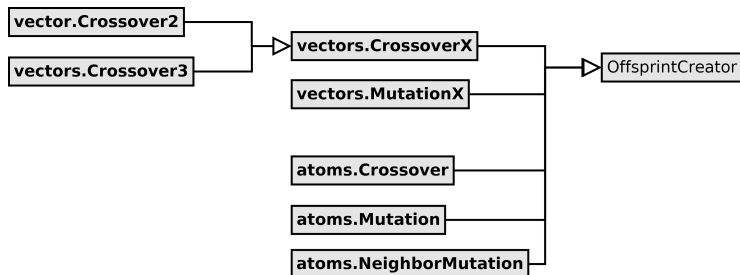 vector.Crossover2
vectors.Crossover3
vectors.CrossoverX
vectors.MutationX
atoms.Crossover
atoms.Mutation
atoms.NeighborMutation
OffsprintCreator